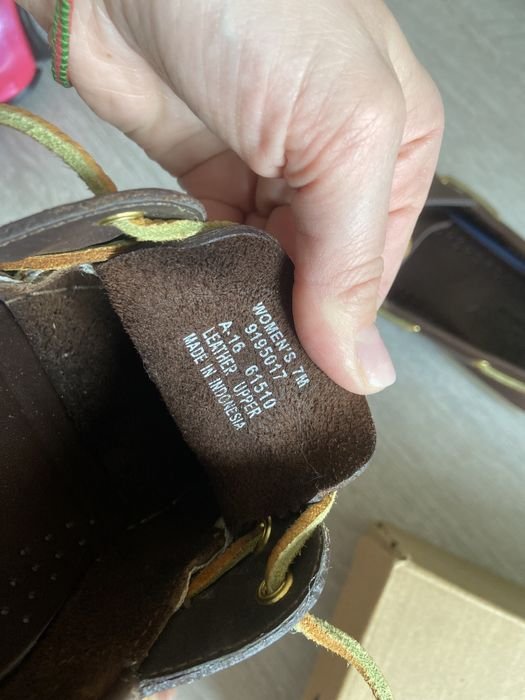 WOMEN'S 7M
9195017
A-16 61510
LEATHER UPPER
MADE IN INDONESIA